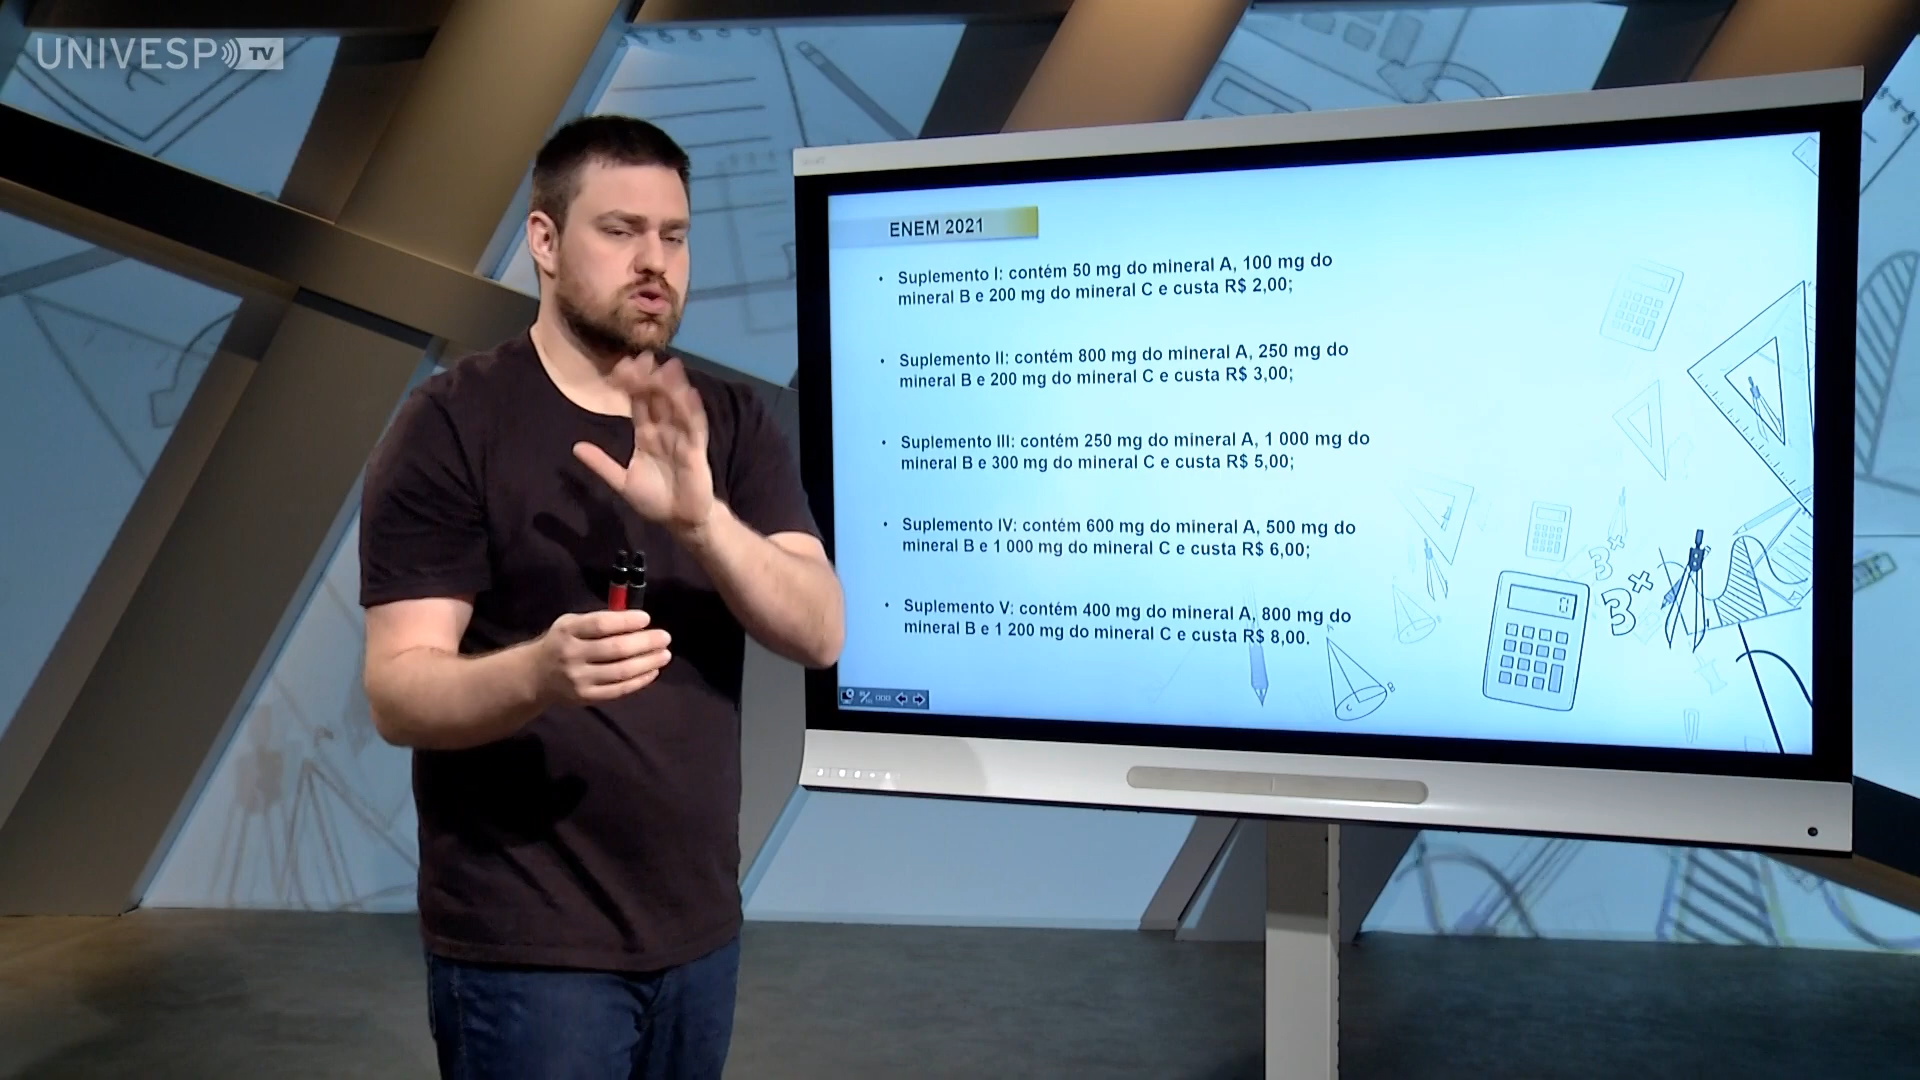 UNIVESP TV
ENEM 2021
• Suplemento I: contém 50 mg do mineral A, 100 mg do
mineral B e 200 mg do mineral C e custa R$ 2,00;
• Suplemento II: contém 800 mg do mineral A, 250 mg do
mineral B e 200 mg do mineral C e custa R$ 3,00;
• Suplemento III: contém 250 mg do mineral A, 1 000 mg do
mineral B e 300 mg do mineral C e custa R$ 5,00;
• Suplemento IV: contém 600 mg do mineral A, 500 mg do
mineral B e 1 000 mg do mineral C e custa R$ 6,00;
• Suplemento V: contém 400 mg do mineral A, 800 mg do
mineral B e 1 200 mg do mineral C e custa R$ 8,00.
3+
3×
0
C
B